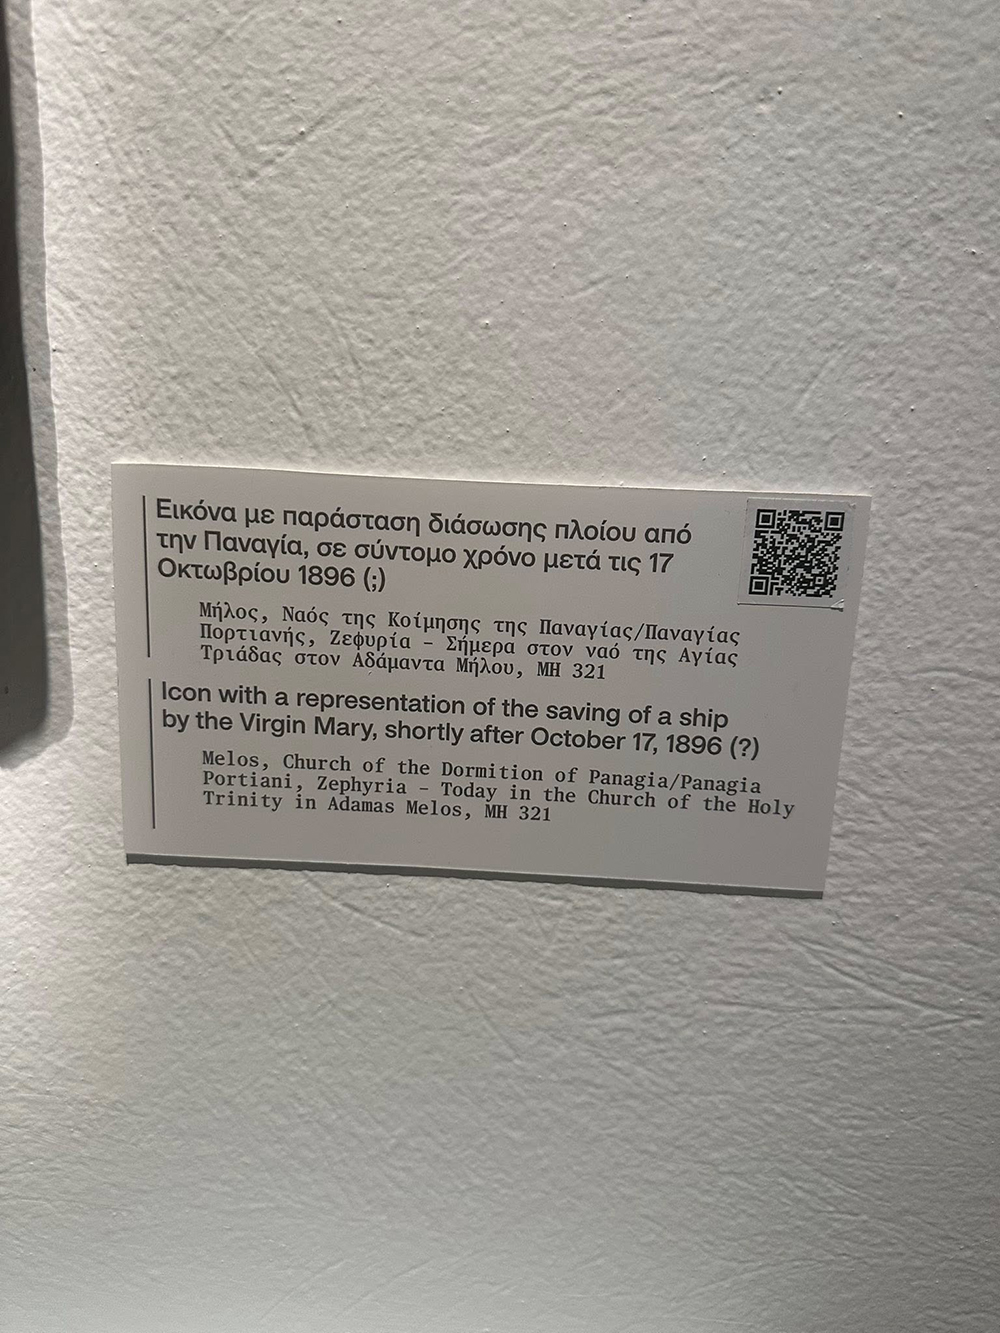 Εικόνα με παράσταση διάσωσης πλοίου από
την Παναγία, σε σύντομο χρόνο μετά τις 17
Οκτωβρίου 1896 (;)
Μήλος, Ναός της Κοίμησης της Παναγίας/Παναγίας
Πορτιανής, Ζεφυρία – Σήμερα στον ναό της Αγίας
Τριάδας στον Αδάμαντα Μήλου, ΜΗ 321
Icon with a representation of the saving of a ship
by the Virgin Mary, shortly after October 17, 1896 (?)
Melos, Church of the Dormition of Panagia/Panagia
Portiani, Zephyria – Today in the Church of the Holy
Trinity in Adamas Melos, MH 321